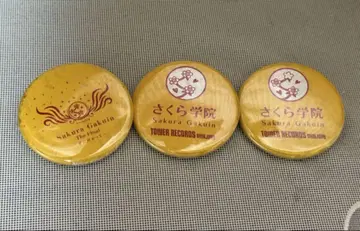 Sakura Gakuin
The Final
さくら学院
Sakura Gakuin
TOWER RECORDS
さくら学院
Sakura Gakuin
TOWER RECORDS